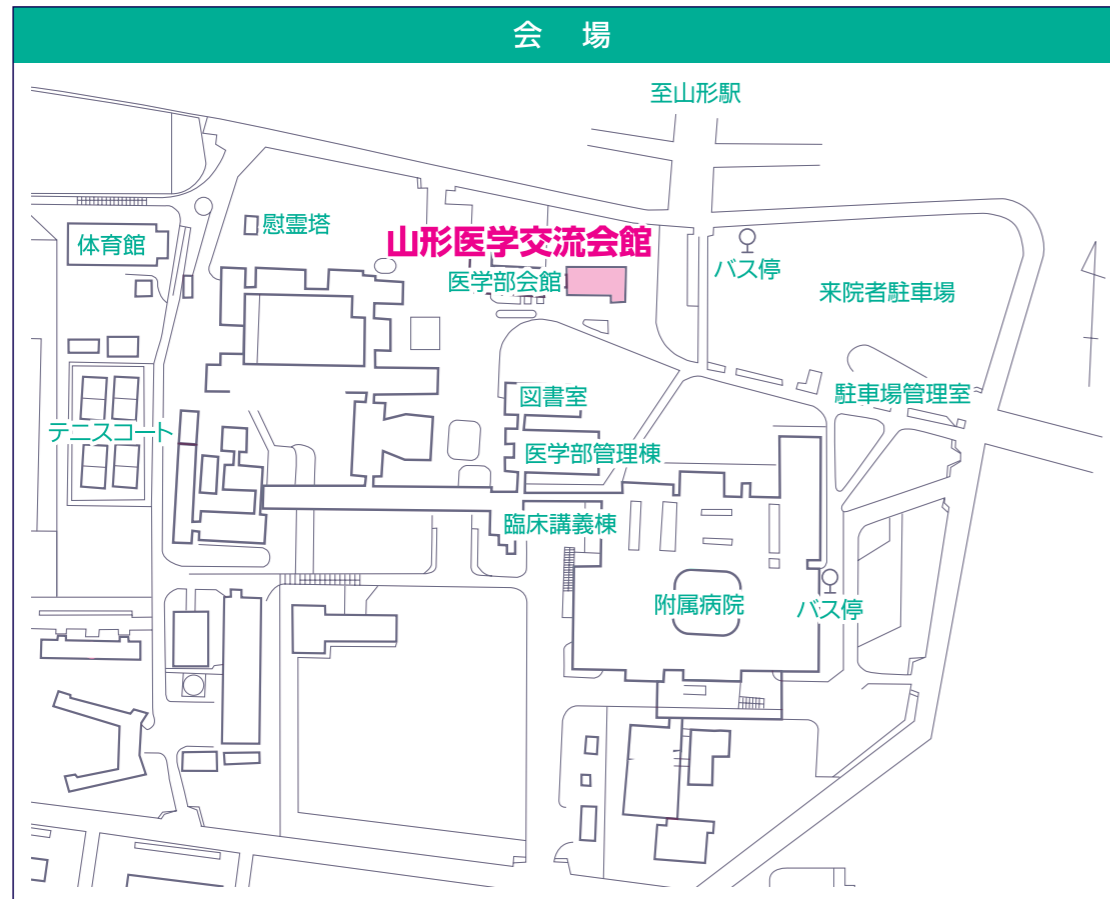 会 場
至山形駅
慰霊塔
体育館
山形医学交流会館
医学部会館
バス停
来院者駐車場
図書室
駐車場管理室
テニスコート
医学部管理棟
臨床講義棟
附属病院
バス停